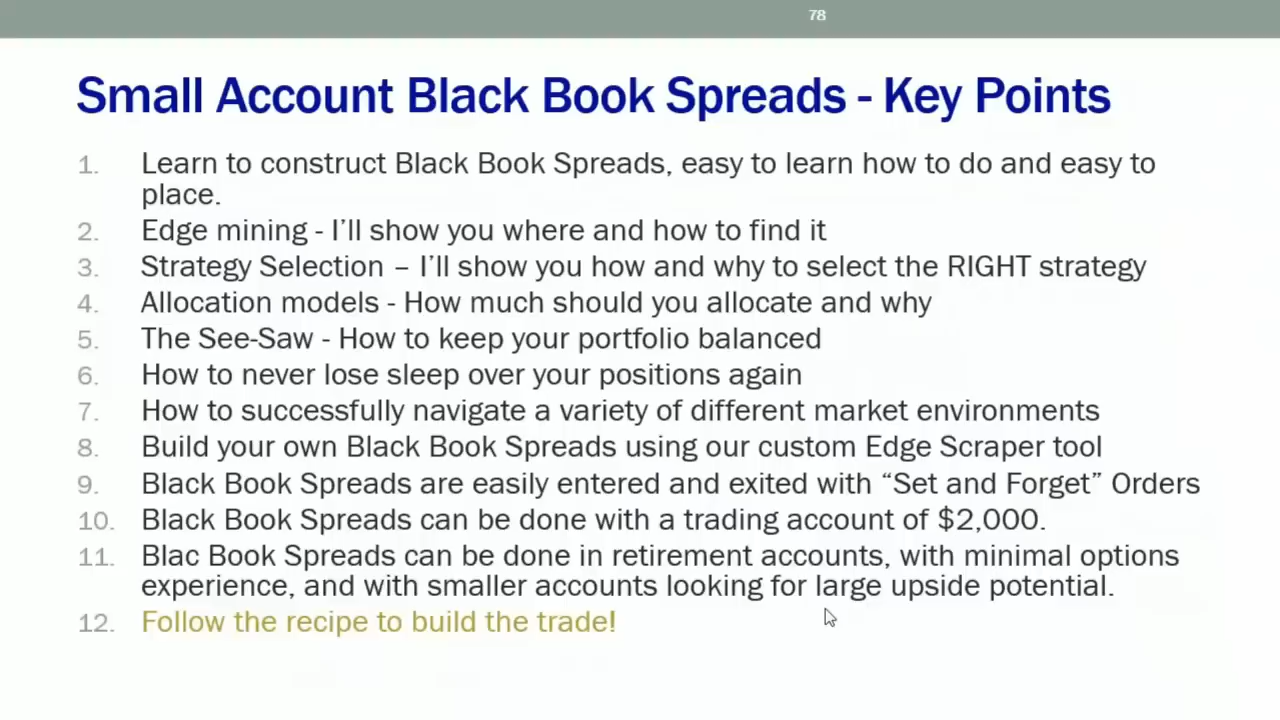 78
Small Account Black Book Spreads - Key Points
1. Learn to construct Black Book Spreads, easy to learn how to do and easy to
place.
2. Edge mining - I’ll show you where and how to find it
3. Strategy Selection – I’ll show you how and why to select the RIGHT strategy
4. Allocation models - How much should you allocate and why
5. The See-Saw - How to keep your portfolio balanced
6. How to never lose sleep over your positions again
7. How to successfully navigate a variety of different market environments
8. Build your own Black Book Spreads using our custom Edge Scraper tool
9. Black Book Spreads are easily entered and exited with “Set and Forget” Orders
10. Black Book Spreads can be done with a trading account of $2,000.
11. Blac Book Spreads can be done in retirement accounts, with minimal options
experience, and with smaller accounts looking for large upside potential.
12. Follow the recipe to build the trade!